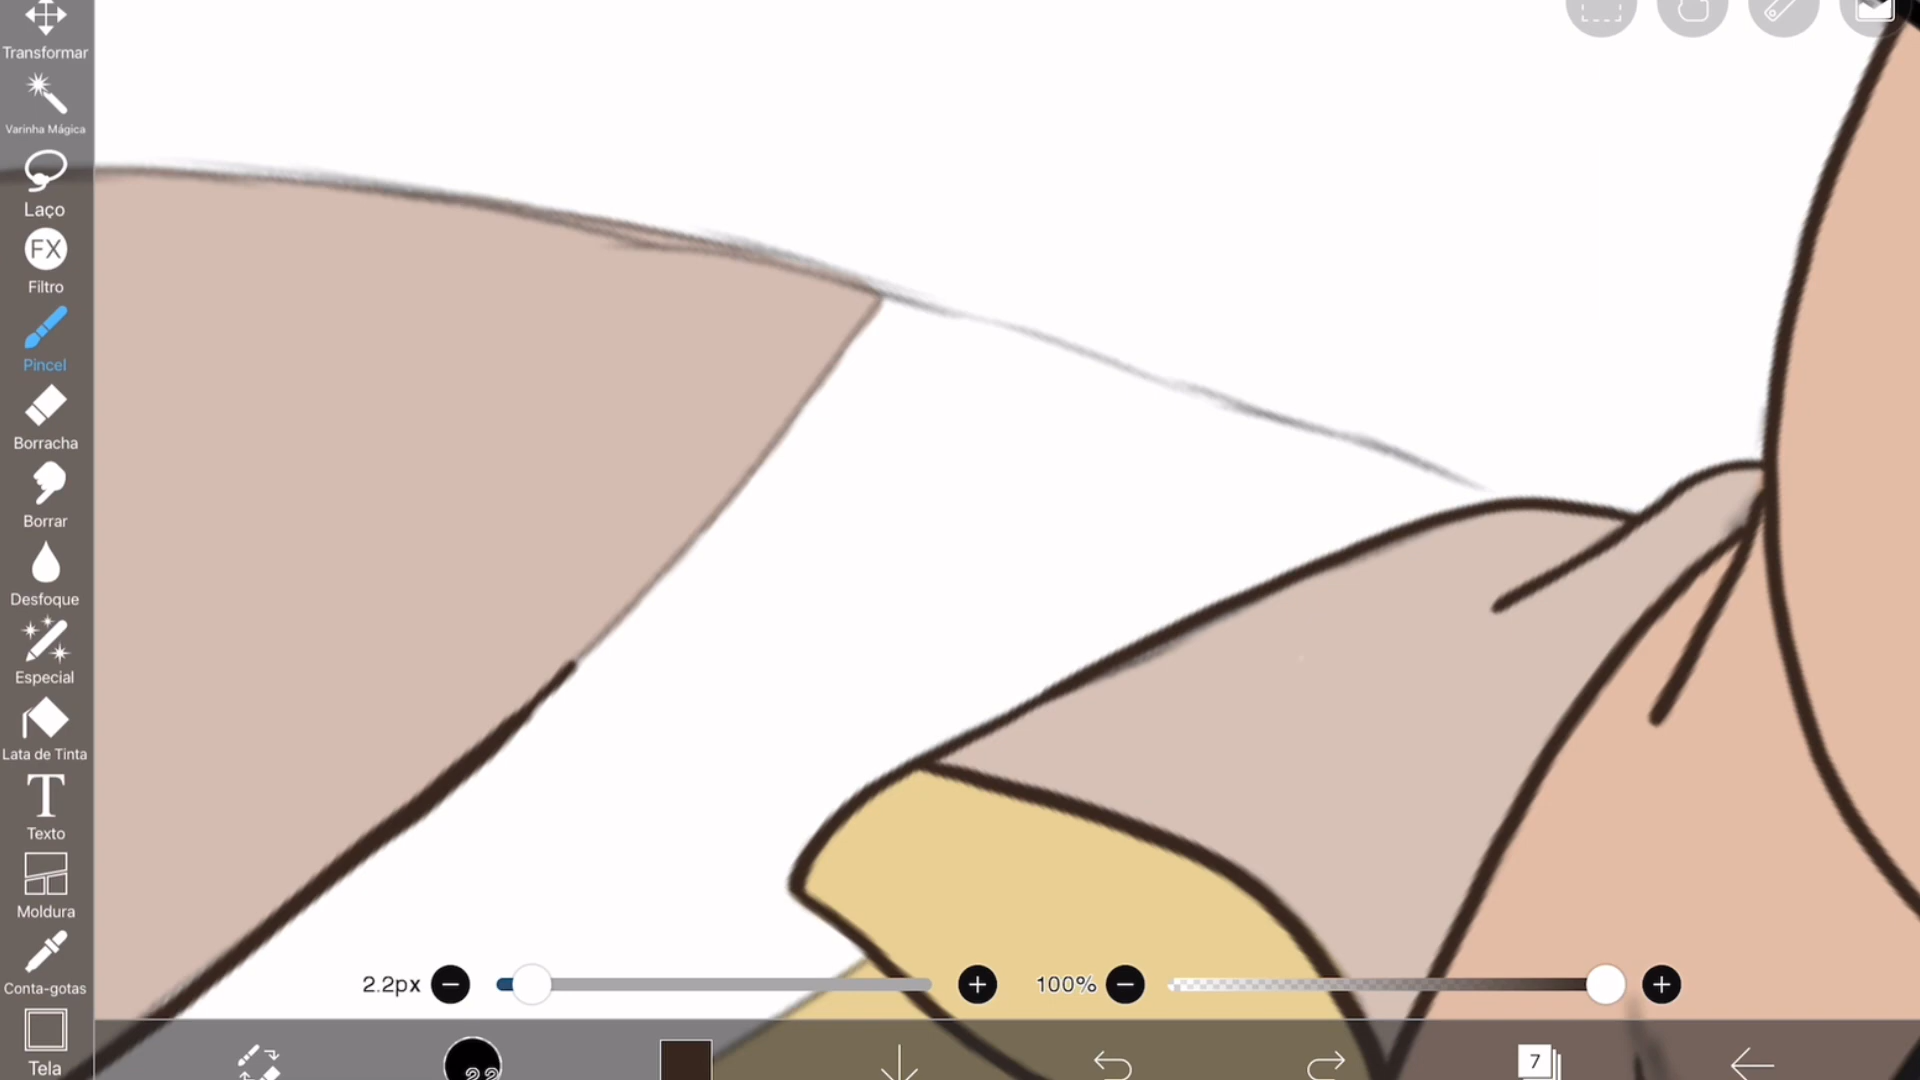 Transformar
Varinha Mágica
Laço
FX
Filtro
Pincel
Borracha
Borrar
Desfoque
Especial
Lata de Tinta
T
Texto
Moldura
Conta-gotas
Tela
2.2px
100%
22
7